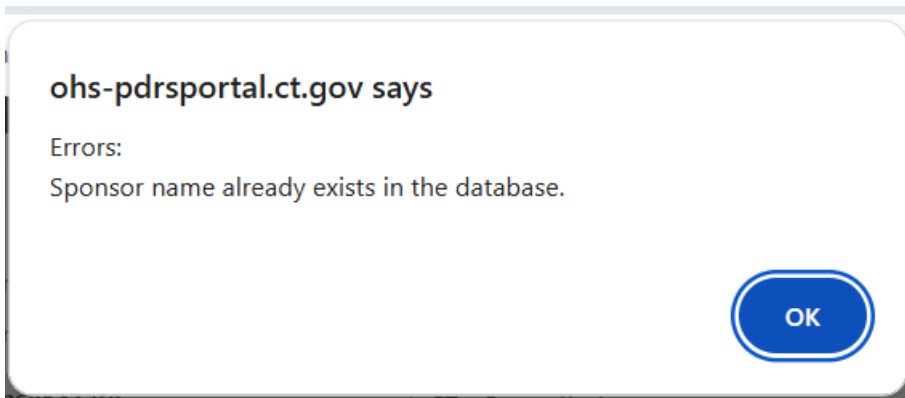 ohs-pdrsportal.ct.gov says
Errors:
Sponsor name already exists in the database.
OK